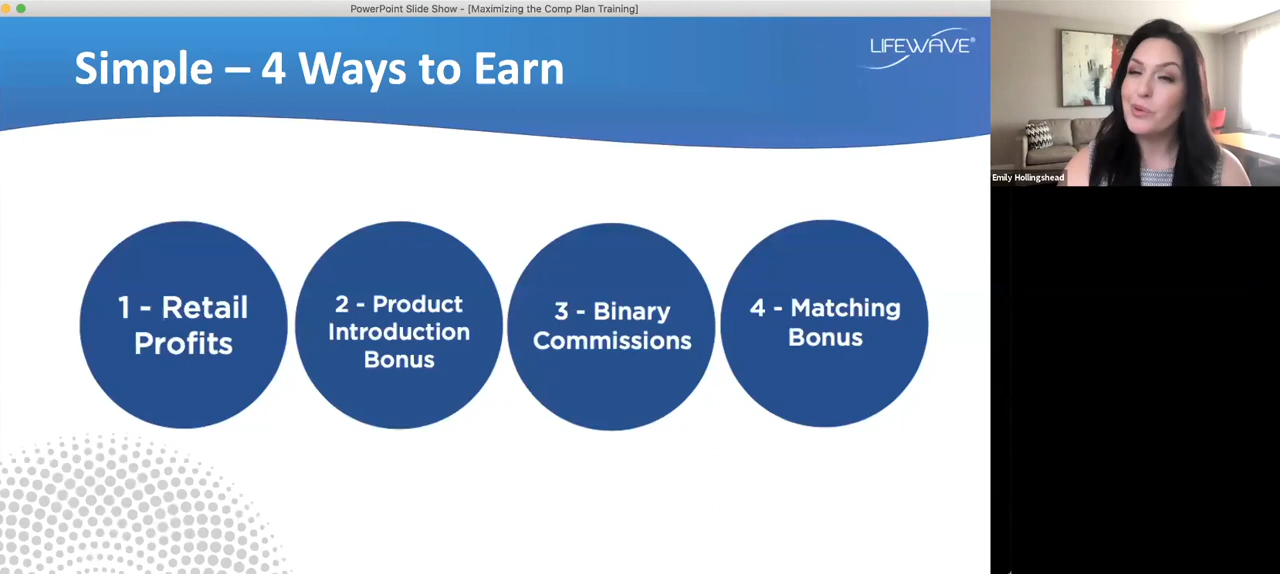 PowerPoint Slide Show - [Maximizing the Comp Plan Training]
Simple – 4 Ways to Earn
LIFEWAVE®
Emily Hollingshead
1 - Retail
Profits
2 - Product
Introduction
Bonus
3 - Binary
Commissions
4 - Matching
Bonus